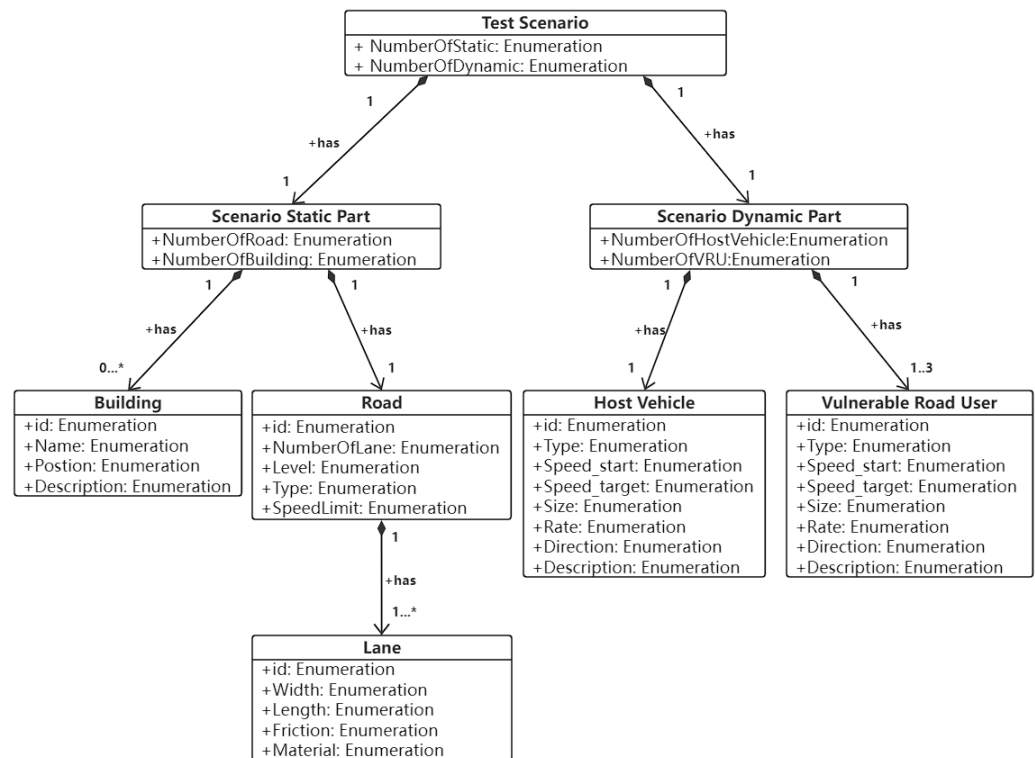 Test Scenario
+ NumberOfStatic: Enumeration
+ NumberOfDynamic: Enumeration
1
1
+has
+has
1
1
Scenario Static Part
+NumberOfRoad: Enumeration
+NumberOfBuilding: Enumeration
Scenario Dynamic Part
+NumberOfHostVehicle:Enumeration
+NumberOfVRU:Enumeration
1
1
1
1
+has
+has
+has
+has
0...*
1
1
1..3
Building
+id: Enumeration
+Name: Enumeration
+Postion: Enumeration
+Description: Enumeration
Road
+id: Enumeration
+NumberOfLane: Enumeration
+Level: Enumeration
+Type: Enumeration
+SpeedLimit: Enumeration
Host Vehicle
+id: Enumeration
+Type: Enumeration
+Speed_start: Enumeration
+Speed_target: Enumeration
+Size: Enumeration
+Rate: Enumeration
+Direction: Enumeration
+Description: Enumeration
Vulnerable Road User
+id: Enumeration
+Type: Enumeration
+Speed_start: Enumeration
+Speed_target: Enumeration
+Size: Enumeration
+Rate: Enumeration
+Direction: Enumeration
+Description: Enumeration
1
+has
1...*
Lane
+id: Enumeration
+Width: Enumeration
+Length: Enumeration
+Friction: Enumeration
+Material: Enumeration